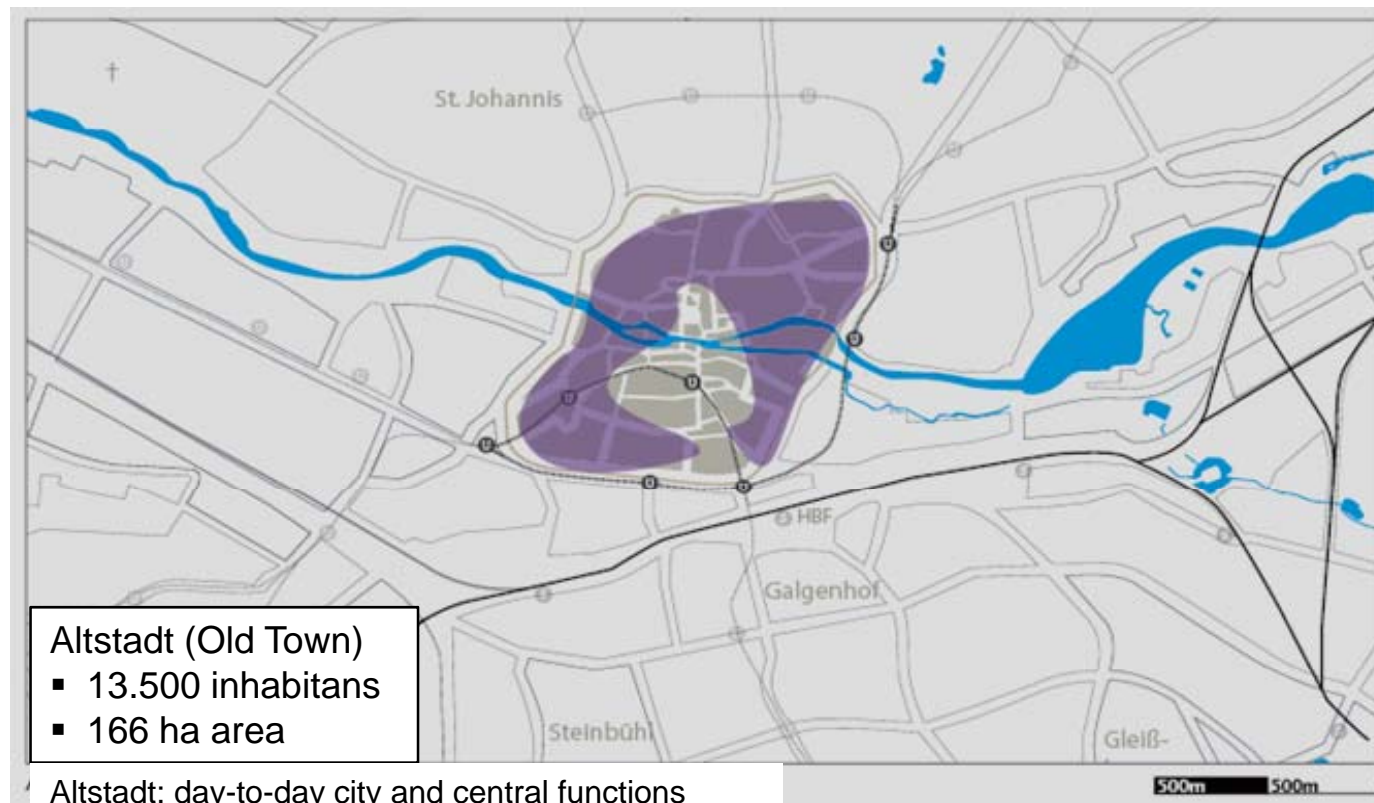 St. Johannis
HBF
Galgenhof
Altstadt (Old Town)
▪ 13.500 inhabitans
▪ 166 ha area
Steinbühl
Gleiß-
Altstadt: day-to-day city and central functions
500m 500m